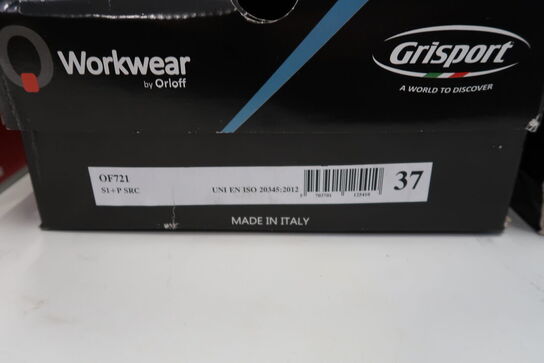 Workwear
by Orloff
Grisport
A WORLD TO DISCOVER
OF721
S1+P SRC
UNI EN ISO 20345:2012
37
MADE IN ITALY